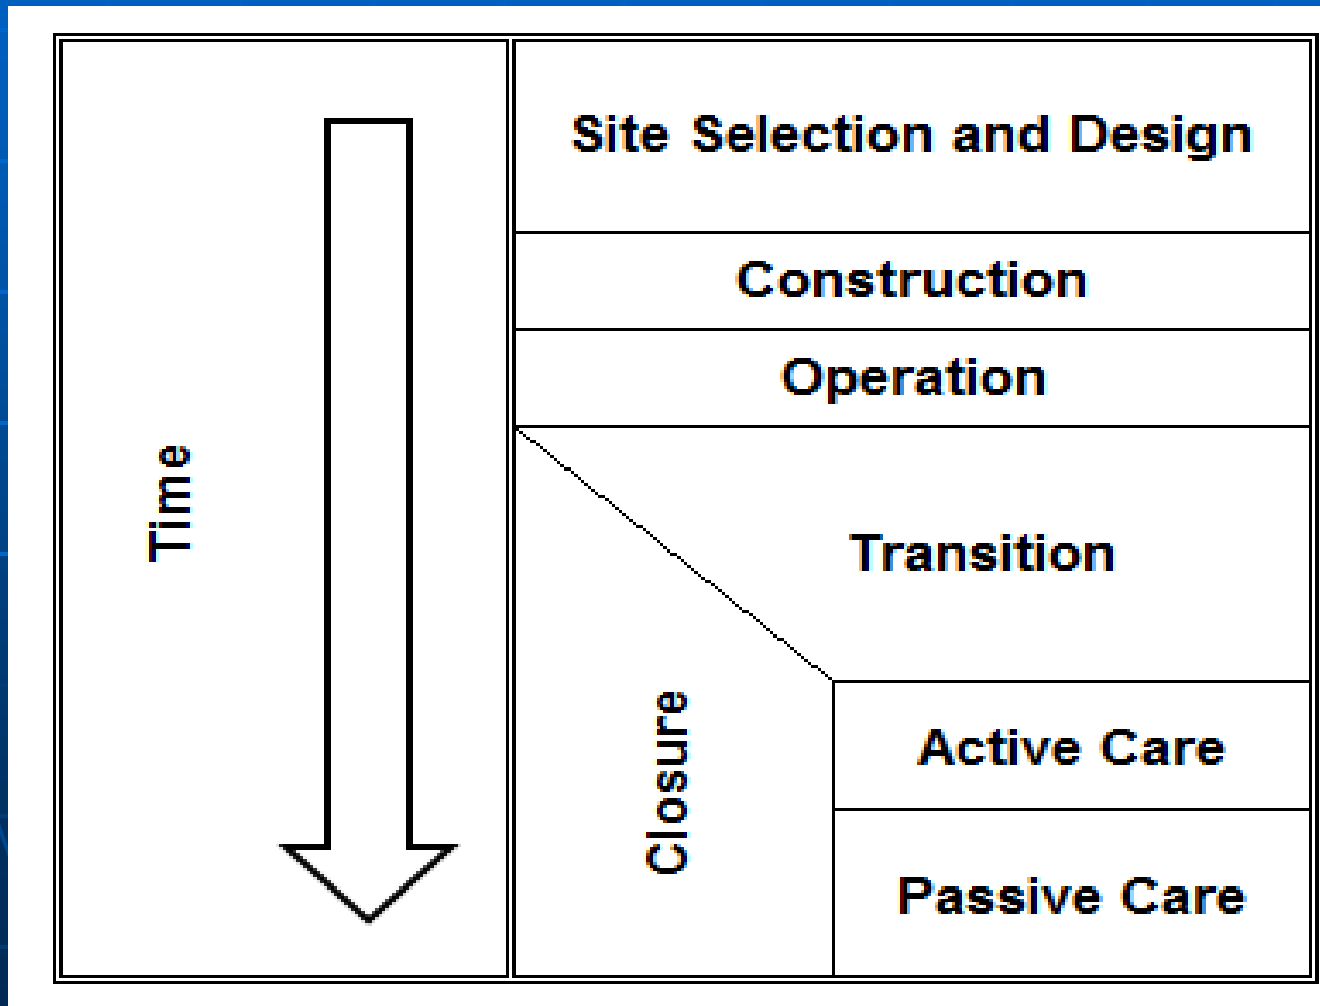 Time
Site Selection and Design
Construction
Operation
Transition
Closure
Active Care
Passive Care